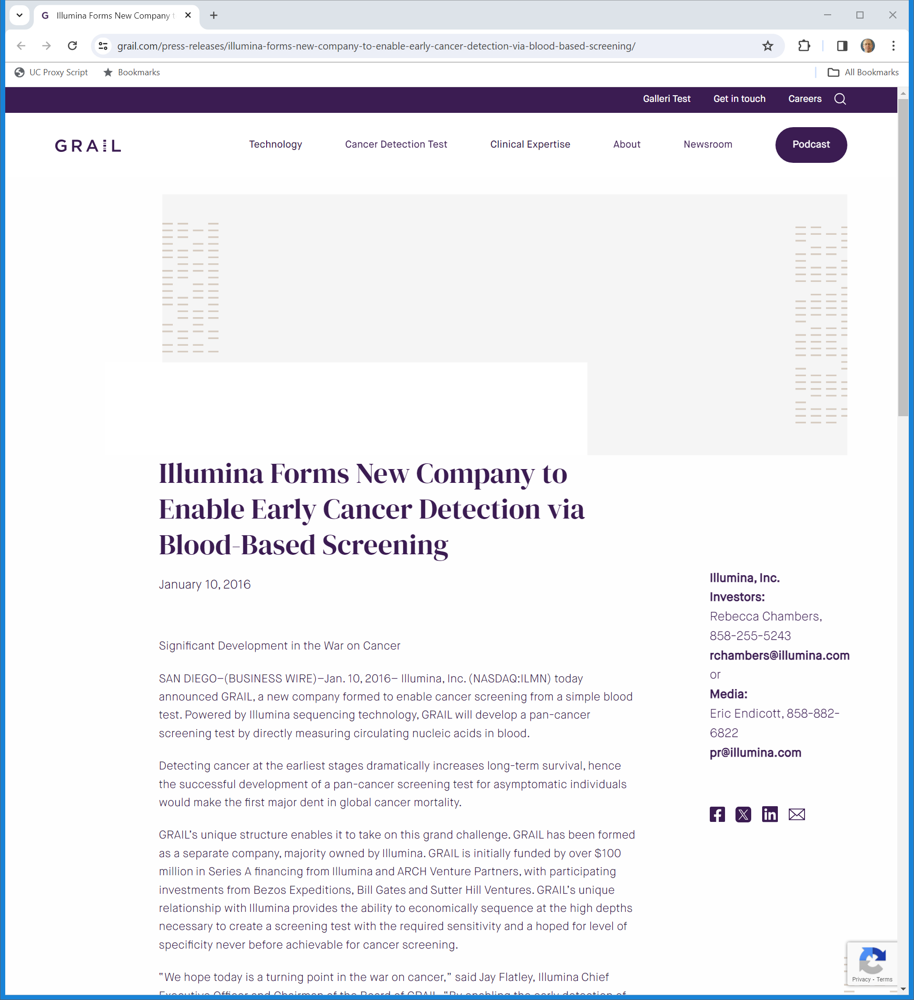 Illumina Forms New Company t
grail.com/press-releases/illumina-forms-new-company-to-enable-early-cancer-detection-via-blood-based-screening/
UC Proxy Script Bookmarks All Bookmarks
Galleri Test Get in touch Careers
GRAIL Technology Cancer Detection Test Clinical Expertise About Newsroom Podcast
Illumina Forms New Company to
Enable Early Cancer Detection via
Blood-Based Screening
January 10, 2016
Significant Development in the War on Cancer
SAN DIEGO–(BUSINESS WIRE)–Jan. 10, 2016– Illumina, Inc. (NASDAQ:ILMN) today
announced GRAIL, a new company formed to enable cancer screening from a simple blood
test. Powered by Illumina sequencing technology, GRAIL will develop a pan-cancer
screening test by directly measuring circulating nucleic acids in blood.
Detecting cancer at the earliest stages dramatically increases long-term survival, hence
the successful development of a pan-cancer screening test for asymptomatic individuals
would make the first major dent in global cancer mortality.
GRAIL’s unique structure enables it to take on this grand challenge. GRAIL has been formed
as a separate company, majority owned by Illumina. GRAIL is initially funded by over $100
million in Series A financing from Illumina and ARCH Venture Partners, with participating
investments from Bezos Expeditions, Bill Gates and Sutter Hill Ventures. GRAIL’s unique
relationship with Illumina provides the ability to economically sequence at the high depths
necessary to create a screening test with the required sensitivity and a hoped for level of
specificity never before achievable for cancer screening.
“We hope today is a turning point in the war on cancer,” said Jay Flatley, Illumina Chief
Executive Officer and Chairman of the Board of GRAIL. “By enabling the early detection of
Illumina, Inc.
Investors:
Rebecca Chambers,
858-255-5243
rchambers@illumina.com
or
Media:
Eric Endicott, 858-882-
6822
pr@illumina.com
Privacy - Terms